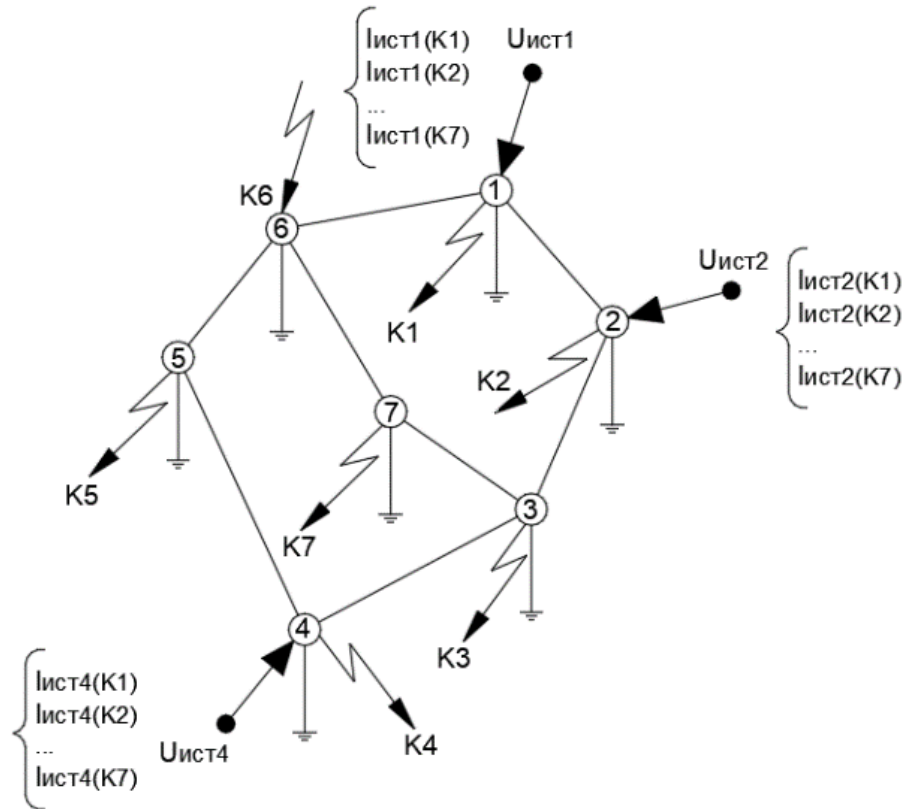 Iист1(K1)
Iист1(K2)
...
Iист1(K7)
Uист1
K6
1
6
K1
Uист2
Iист2(K1)
Iист2(K2)
...
Iист2(K7)
2
5
K2
7
K5
K7
3
4
K3
Iист4(K1)
Iист4(K2)
...
Iист4(K7)
Uист4
K4